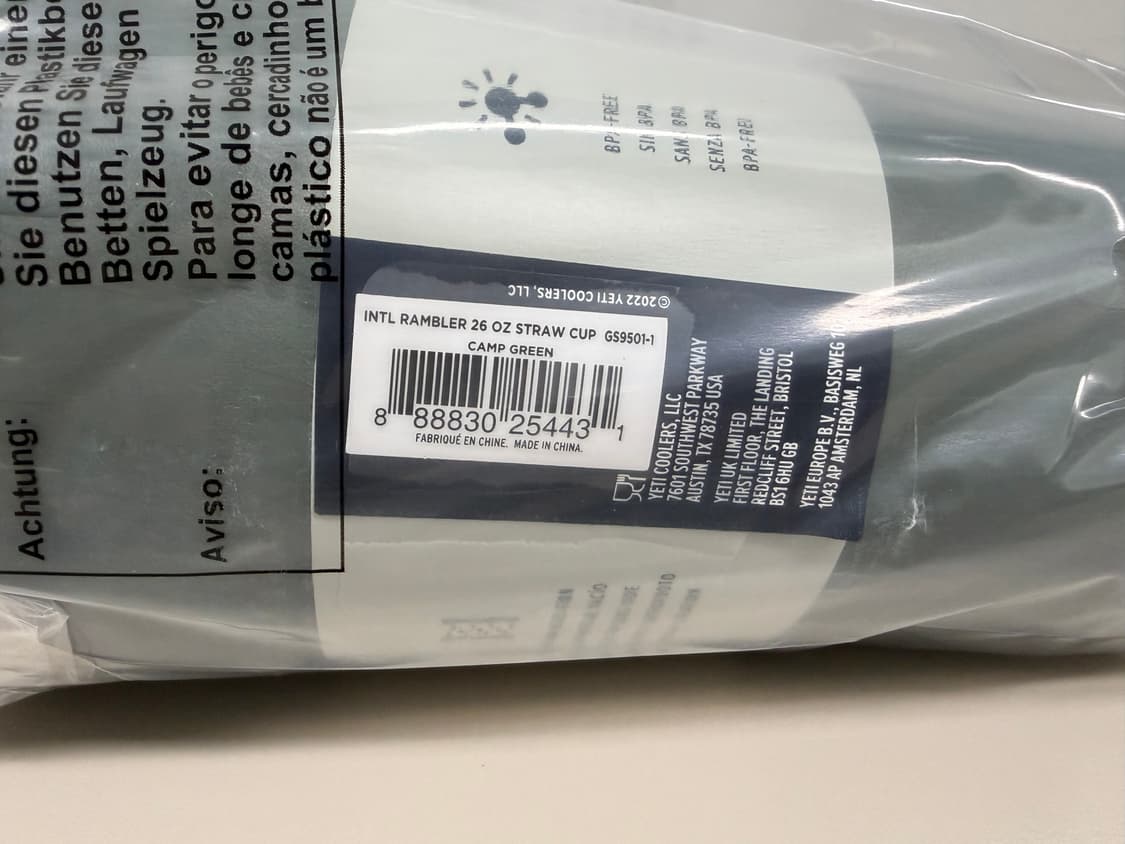 Sie diesen Plastikb
Benutzen Sie diese
Betten, Laufwagen
Spielzeug.
Para evitar o perigo
longe de bebês e c
camas, cercadinho
plástico não é um
Achtung:
Aviso:
BPA-FREE
SIN BPA
SANS BPA
SENZA BPA
BPA-FREI
©2022 YETI COOLERS, LLC
INTL RAMBLER 26 OZ STRAW CUP GS9501-1
CAMP GREEN
8 88830 25443 1
FABRIQUÉ EN CHINE. MADE IN CHINA.
YETI COOLERS, LLC
7601 SOUTHWEST PARKWAY
AUSTIN, TX 78735 USA
YETI UK LIMITED
FIRST FLOOR, THE LANDING
REDCLIFF STREET, BRISTOL
BS1 6HU GB
YETI EUROPE B.V., BASISWEG 10
1043 AP AMSTERDAM, NL